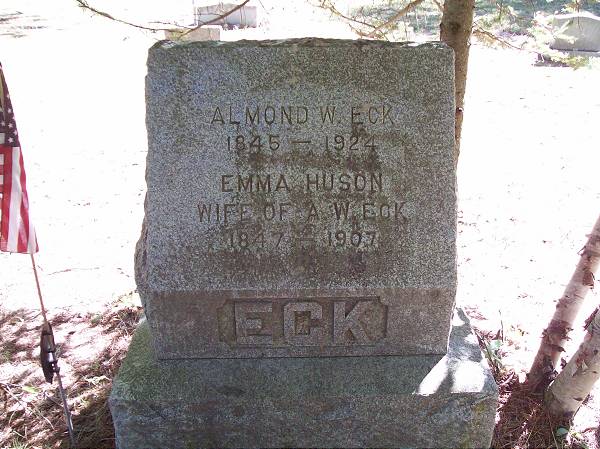 ALMOND W. ECK
1845 — 1924
EMMA HUSON
WIFE OF A. W. ECK
1847 — 1907
ECK